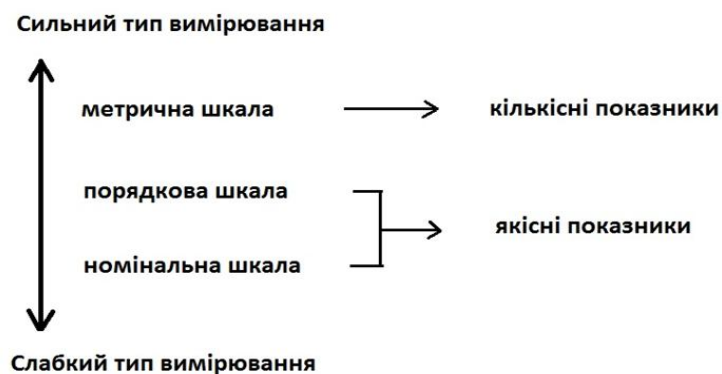 Сильний тип вимірювання
метрична шкала
кількісні показники
порядкова шкала
якісні показники
номінальна шкала
Слабкий тип вимірювання